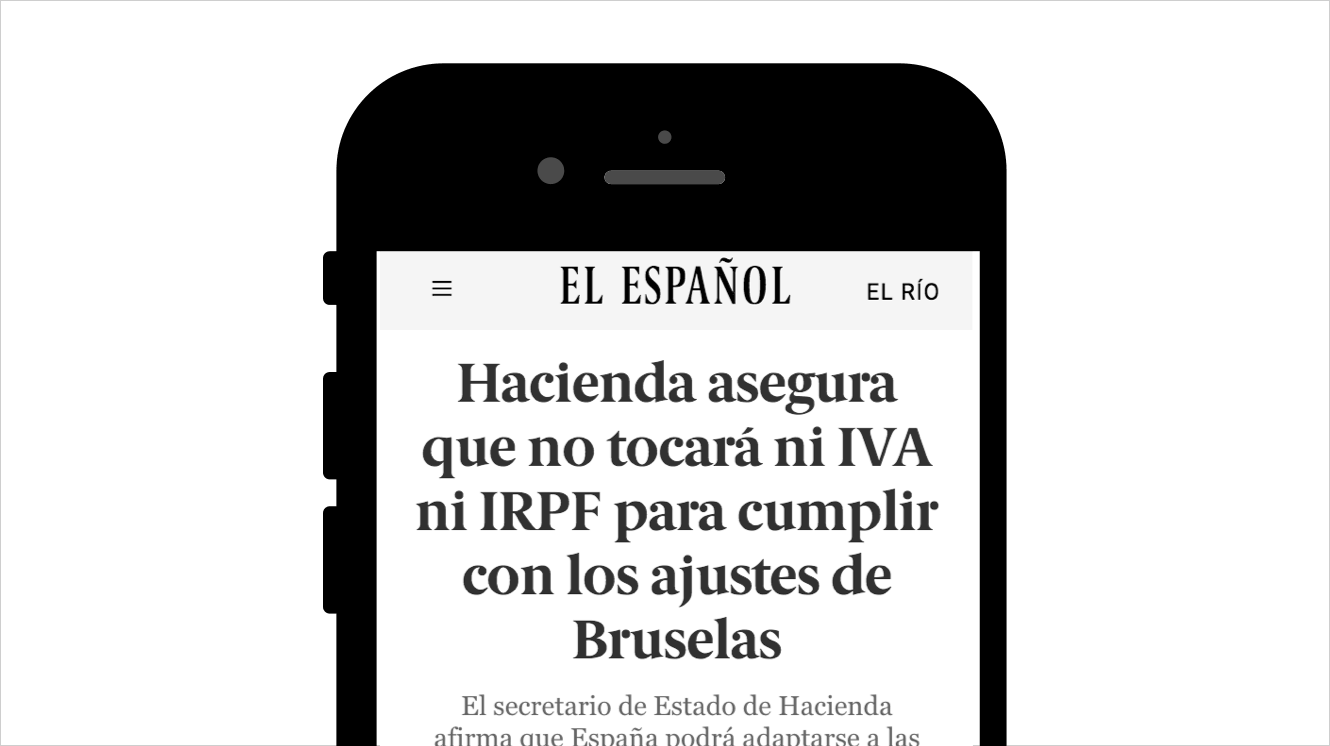 EL ESPAÑOL
EL RÍO
Hacienda asegura
que no tocará ni IVA
ni IRPF para cumplir
con los ajustes de
Bruselas
El secretario de Estado de Hacienda
afirma que España podrá adaptarse a las